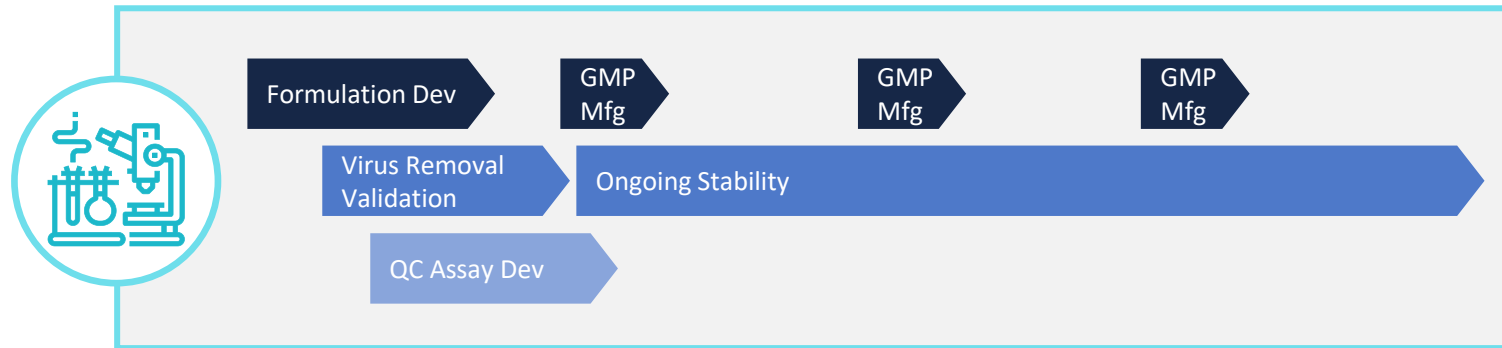 Formulation Dev
GMP
Mfg
GMP
Mfg
GMP
Mfg
Virus Removal
Validation
Ongoing Stability
QC Assay Dev